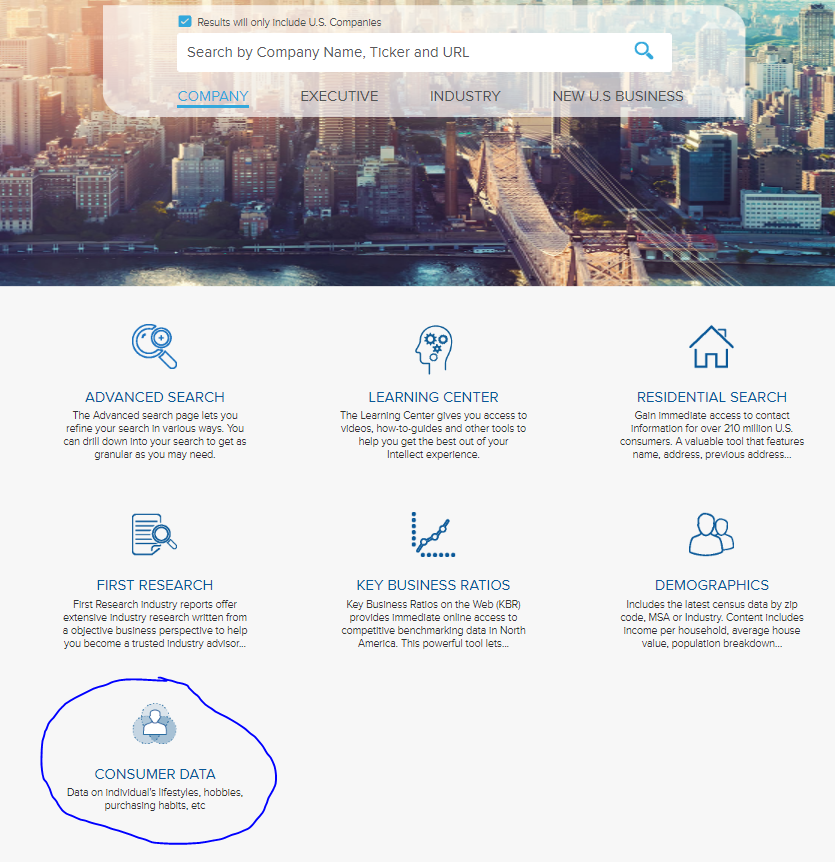 Results will only include U.S. Companies
Search by Company Name, Ticker and URL
COMPANY EXECUTIVE INDUSTRY NEW U.S BUSINESS
ADVANCED SEARCH
The Advanced search page lets you
refine your search in various ways. You
can drill down into your search to get as
granular as you may need.
LEARNING CENTER
The Learning Center gives you access to
videos, how-to-guides and other tools to
help you get the best out of your
Intellect experience.
RESIDENTIAL SEARCH
Gain immediate access to contact
information for over 210 million U.S.
consumers. A valuable tool that features
name, address, previous address...
FIRST RESEARCH
First Research industry reports offer
extensive industry research written from
a objective business perspective to help
you become a trusted industry advisor...
KEY BUSINESS RATIOS
Key Business Ratios on the Web (KBR)
provides immediate online access to
competitive benchmarking data in North
America. This powerful tool lets...
DEMOGRAPHICS
Includes the latest census data by zip
code, MSA or Industry. Content includes
income per household, average house
value, population breakdown...
CONSUMER DATA
Data on individual's lifestyles, hobbies,
purchasing habits, etc